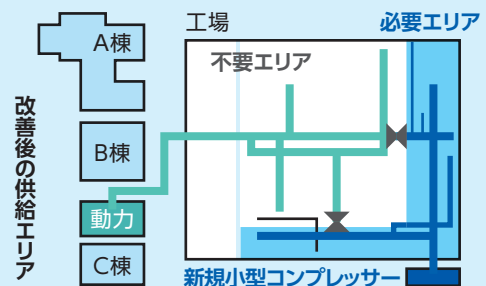 改善後の供給エリア
A棟
B棟
動力
C棟
工場
必要エリア
不要エリア
新規小型コンプレッサー